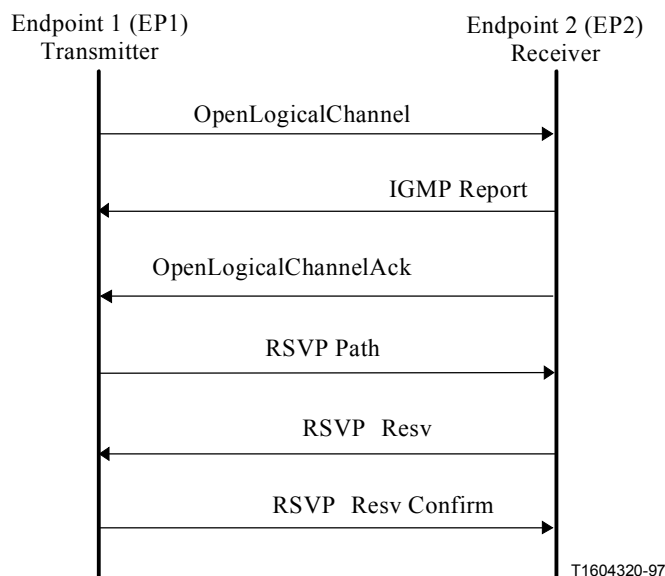 Endpoint 1 (EP1)
Transmitter
Endpoint 2 (EP2)
Receiver
OpenLogicalChannel
IGMP Report
OpenLogicalChannelAck
RSVP Path
RSVP Resv
RSVP Resv Confirm
T1604320-97